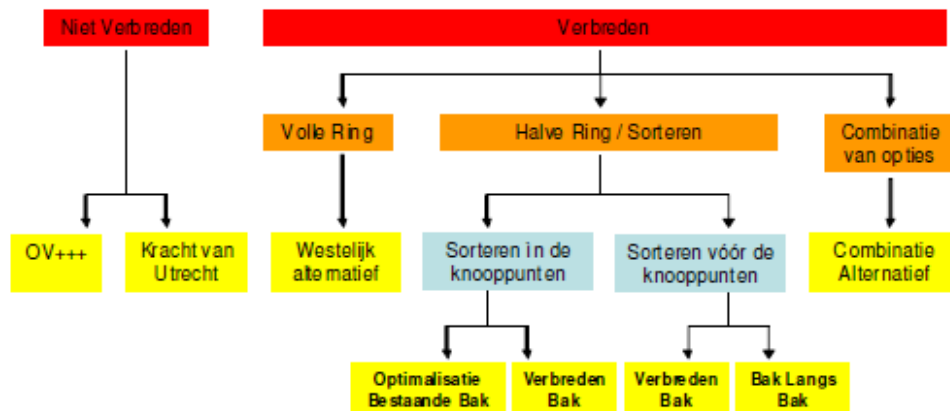 Niet Verbreden
Verbreden
Volle Ring
Halve Ring / Sorteren
Combinatie
van opties
OV+++
Kracht van
Utrecht
Westelijk
alternatief
Sorteren in de
knooppunten
Sorteren vóór de
knooppunten
Combinatie
Alternatief
Optimalisatie
Bestaande Bak
Verbreden
Bak
Verbreden
Bak
Bak Langs
Bak